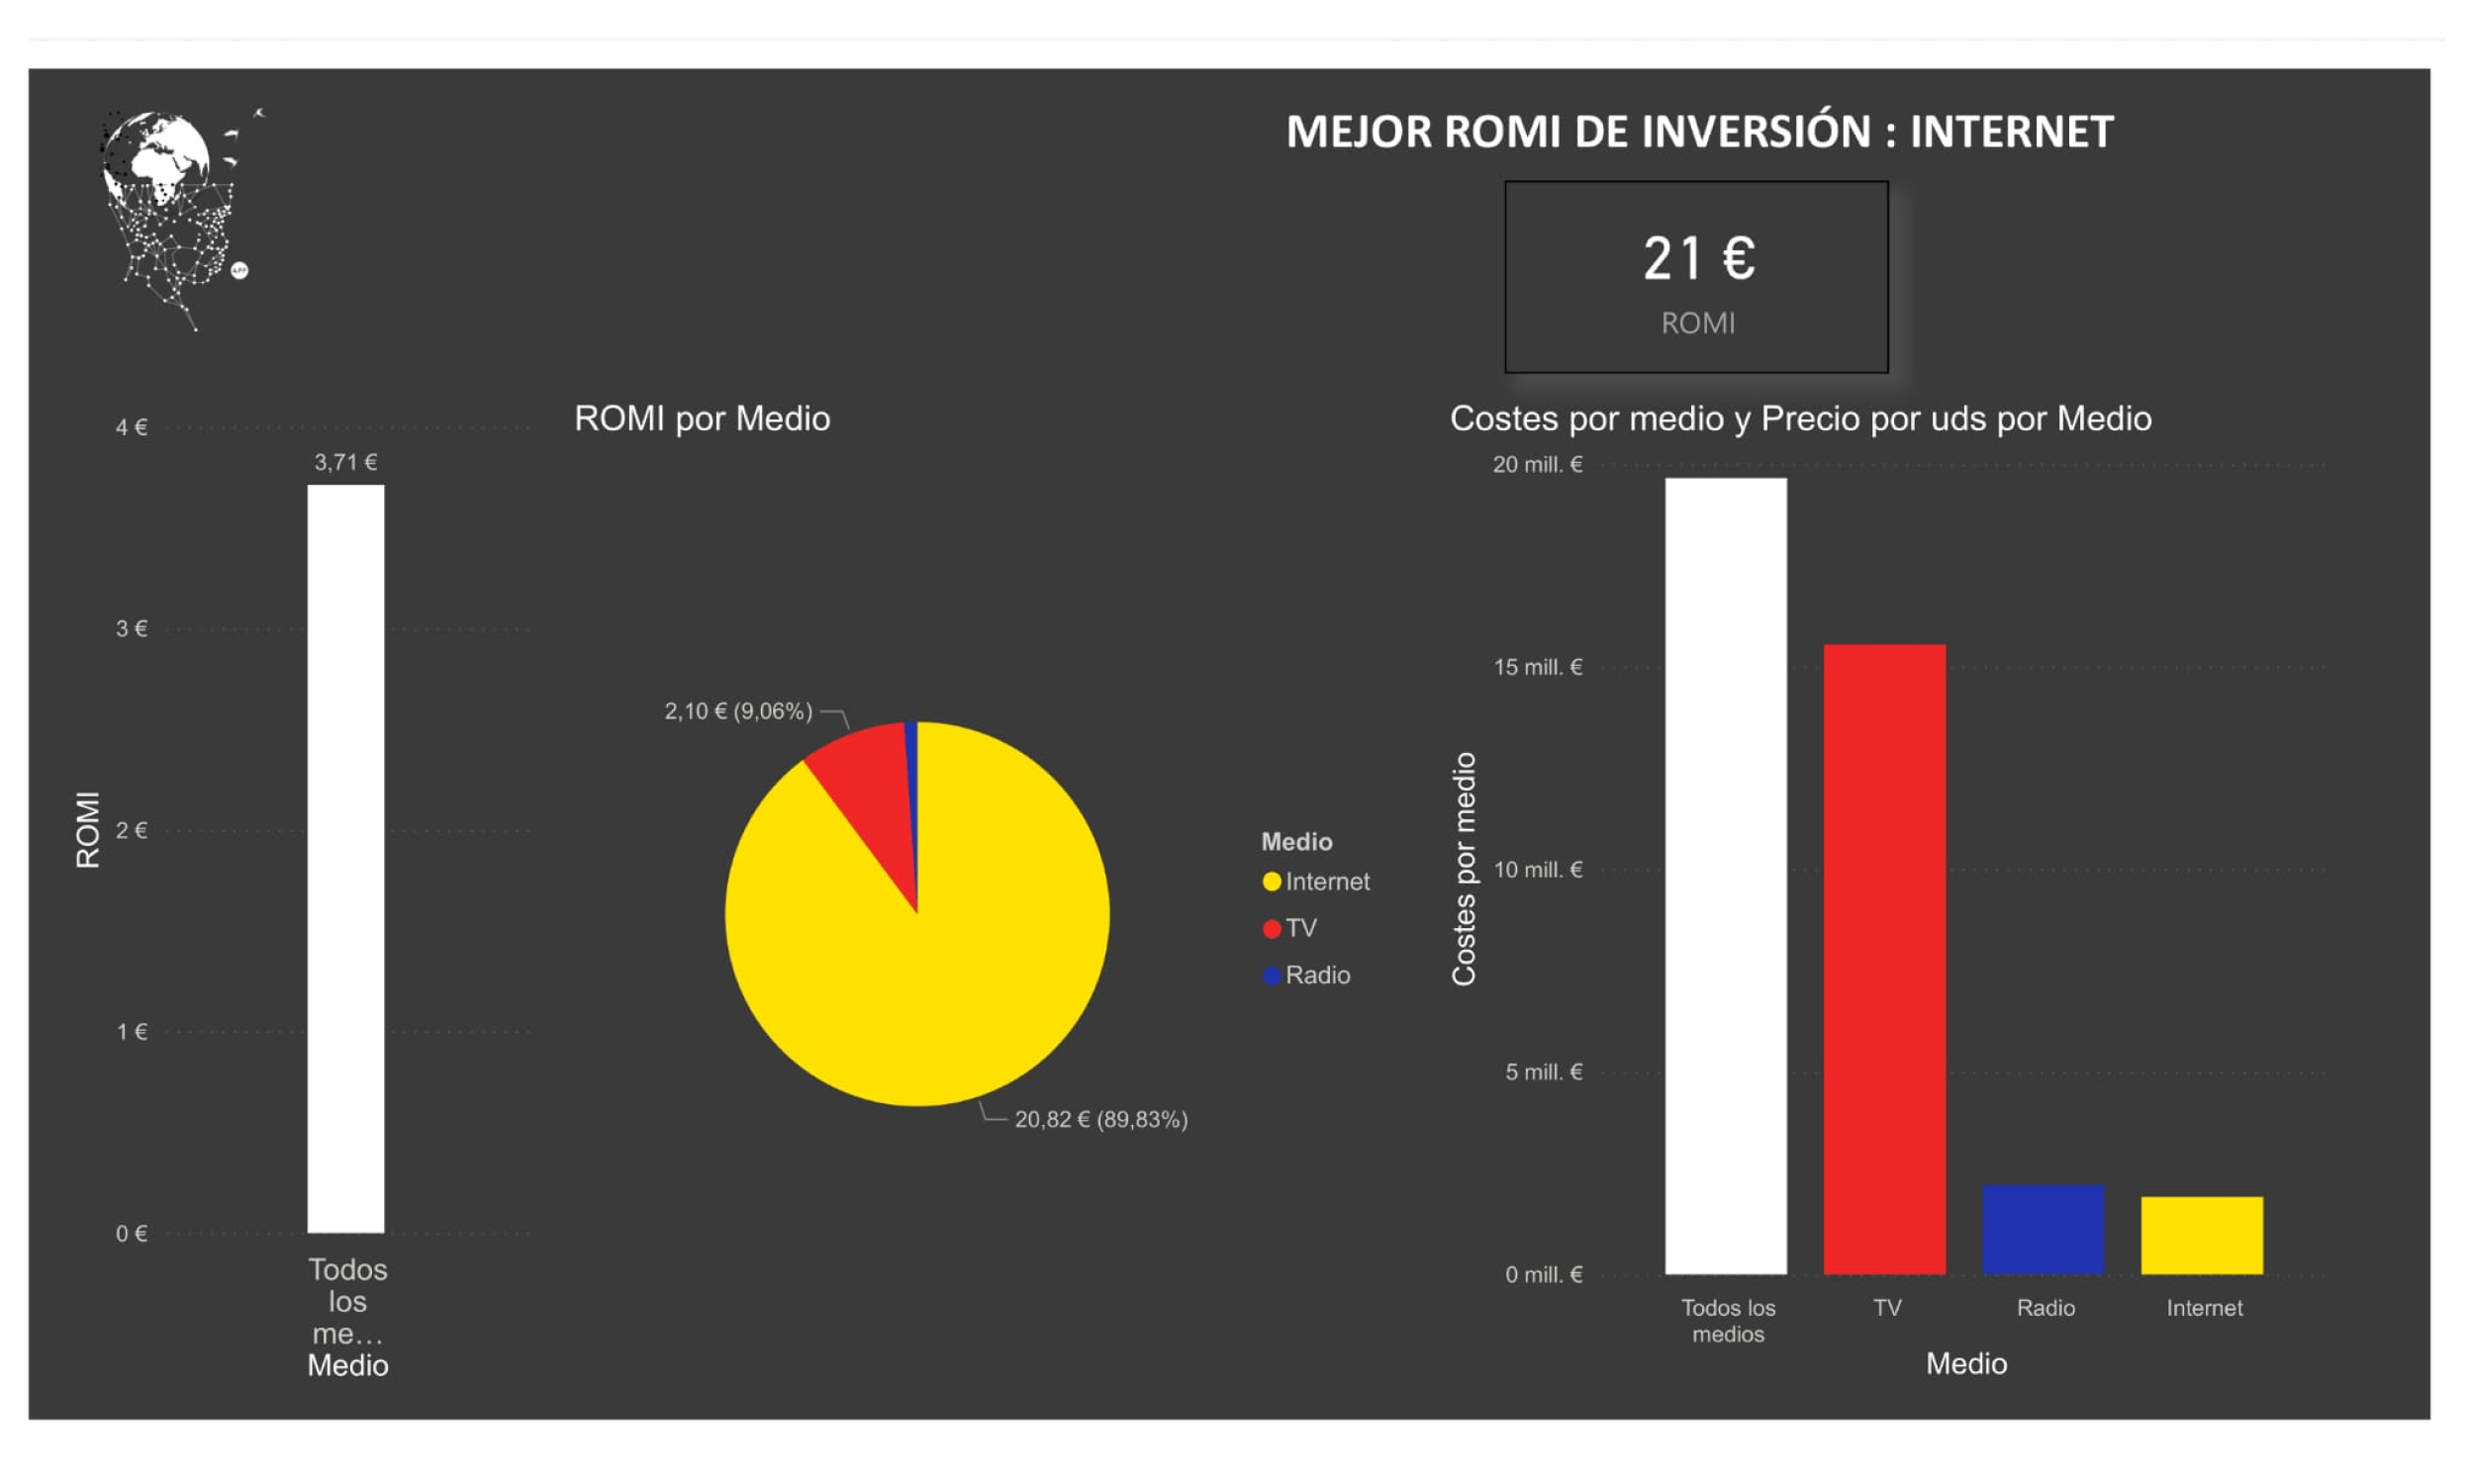 MEJOR ROMI DE INVERSIÓN : INTERNET
21 €
ROMI
ROMI por Medio
4 €
3,71 €
3 €
2 €
1 €
0 €
ROMI
Todos
los
me...
Medio
2,10 € (9,06%)
20,82 € (89,83%)
Medio
Internet
TV
Radio
Costes por medio y Precio por uds por Medio
20 mill. €
15 mill. €
10 mill. €
5 mill. €
0 mill. €
Costes por medio
Todos los
medios
TV
Radio
Internet
Medio